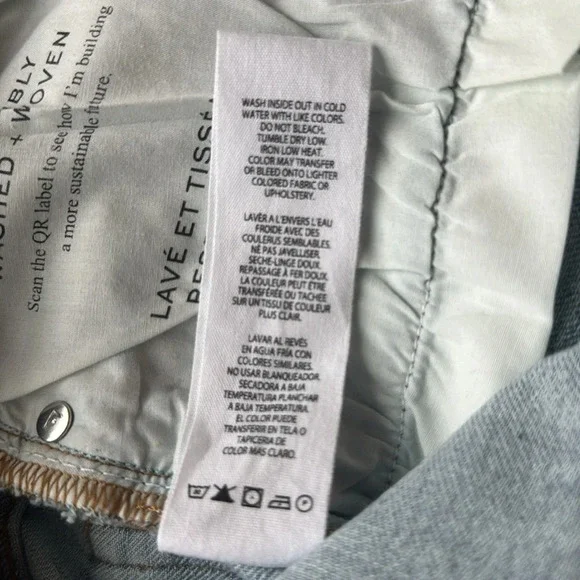 WASHED + WOVEN
Scan the QR label to see how I'm building
a more sustainable future.
LAVÉ ET TISSÉ
WASH INSIDE OUT IN COLD
WATER WITH LIKE COLORS.
DO NOT BLEACH.
TUMBLE DRY LOW.
IRON LOW HEAT.
COLOR MAY TRANSFER
OR BLEED ONTO LIGHTER
COLORED FABRIC OR
UPHOLSTERY.
LAVÉR A L'ENVERS L'EAU
FROIDE AVEC DES
COULERUS SEMBLABLES.
NE PAS JAVELLISER.
SECHE-LINGE DOUX.
REPASSAGE À FER DOUX.
LA COULEUR PEUT ÊTRE
TRANSFÉRÉE OU TACHEE
SUR UN TISSU DE COULEUR
PLUS CLAIR.
LAVAR AL REVÉS
EN AGUA FRÍA CON
COLORES SIMILARES.
NO USAR BLANQUEADOR.
SECADORA A BAJA
TEMPERATURA PLANCHAR
A BAJA TEMPERATURA.
EL COLOR PUEDE
TRANSFERIR EN TELA O
TAPICERIA DE
COLOR MAS CLARO.